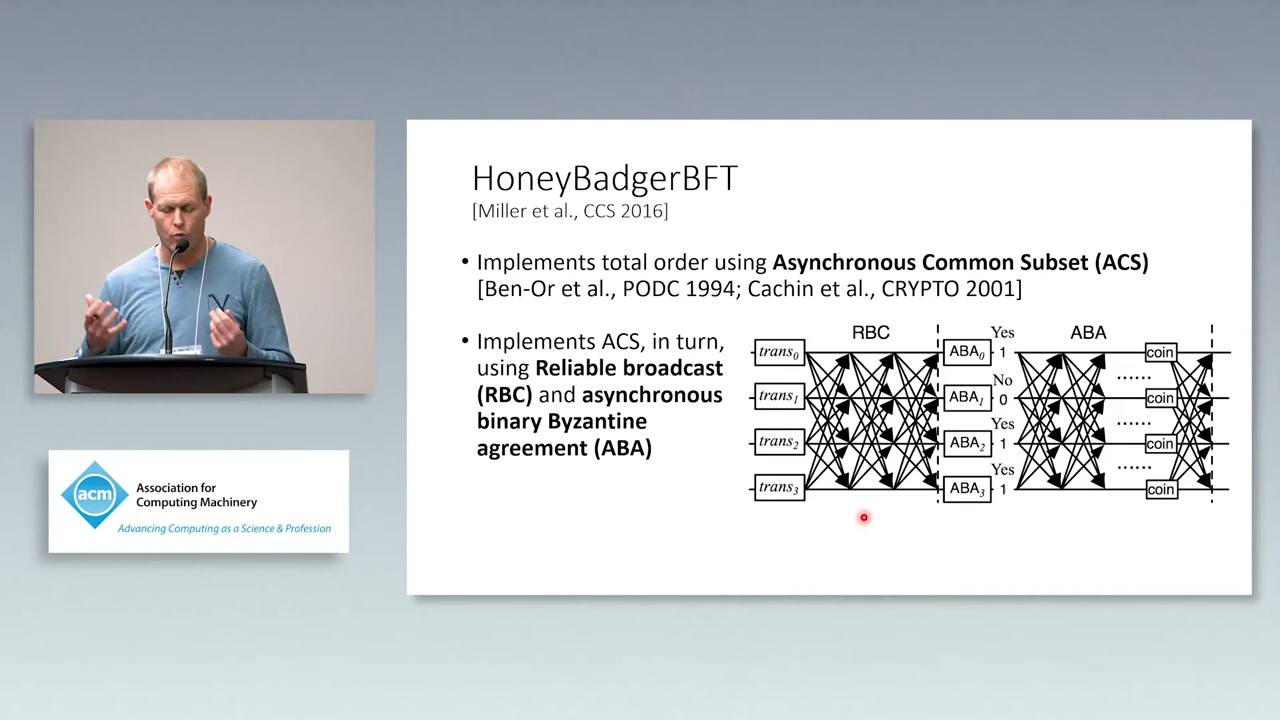 HoneyBadgerBFT
[Miller et al., CCS 2016]
• Implements total order using Asynchronous Common Subset (ACS)
[Ben-Or et al., PODC 1994; Cachin et al., CRYPTO 2001]
• Implements ACS, in turn,
using Reliable broadcast
(RBC) and asynchronous
binary Byzantine
agreement (ABA)
RBC
Yes
ABA
trans0
ABA0
1
coin
......
No
trans1
ABA1
0
coin
......
Yes
trans2
ABA2
1
coin
......
Yes
trans3
ABA3
1
coin
acm
Association for
Computing Machinery
Advancing Computing as a Science & Profession